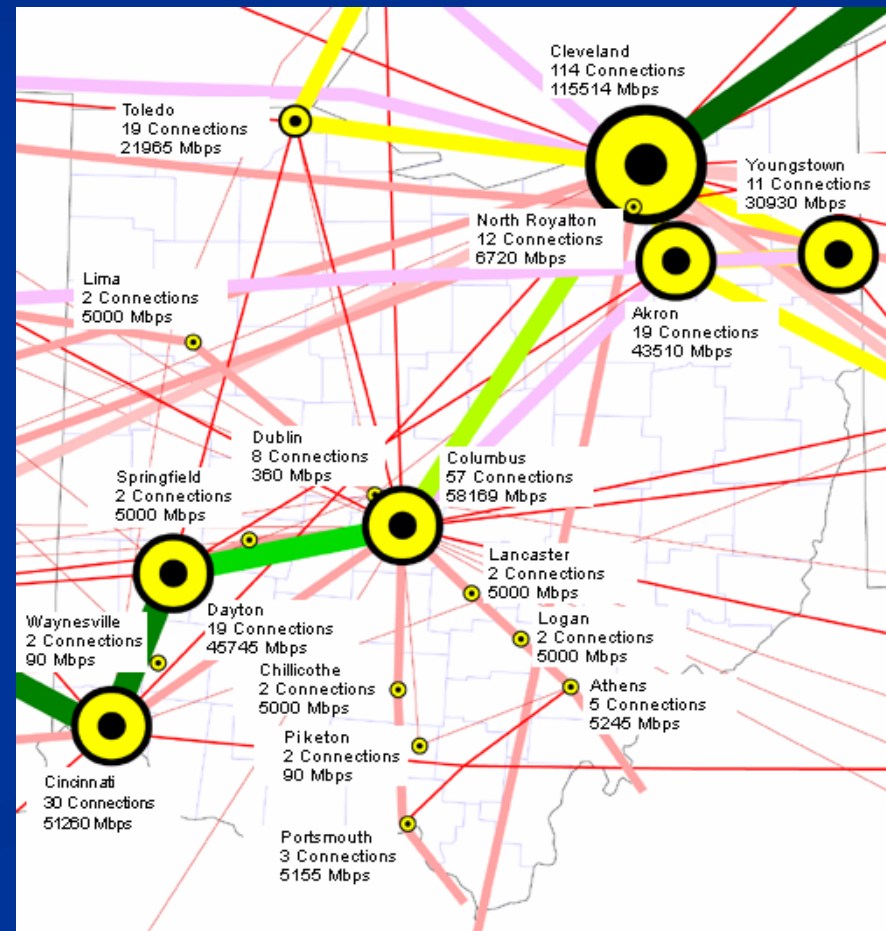 Cleveland
114 Connections
115514 Mbps
Toledo
19 Connections
21965 Mbps
Youngstown
11 Connections
30930 Mbps
North Royalton
12 Connections
6720 Mbps
Lima
2 Connections
5000 Mbps
Akron
19 Connections
43510 Mbps
Dublin
8 Connections
360 Mbps
Columbus
57 Connections
58169 Mbps
Springfield
2 Connections
5000 Mbps
Lancaster
2 Connections
5000 Mbps
Dayton
19 Connections
45745 Mbps
Waynesville
2 Connections
90 Mbps
Logan
2 Connections
5000 Mbps
Chillicothe
2 Connections
5000 Mbps
Athens
5 Connections
5245 Mbps
Piketon
2 Connections
90 Mbps
Cincinnati
30 Connections
51260 Mbps
Portsmouth
3 Connections
5155 Mbps